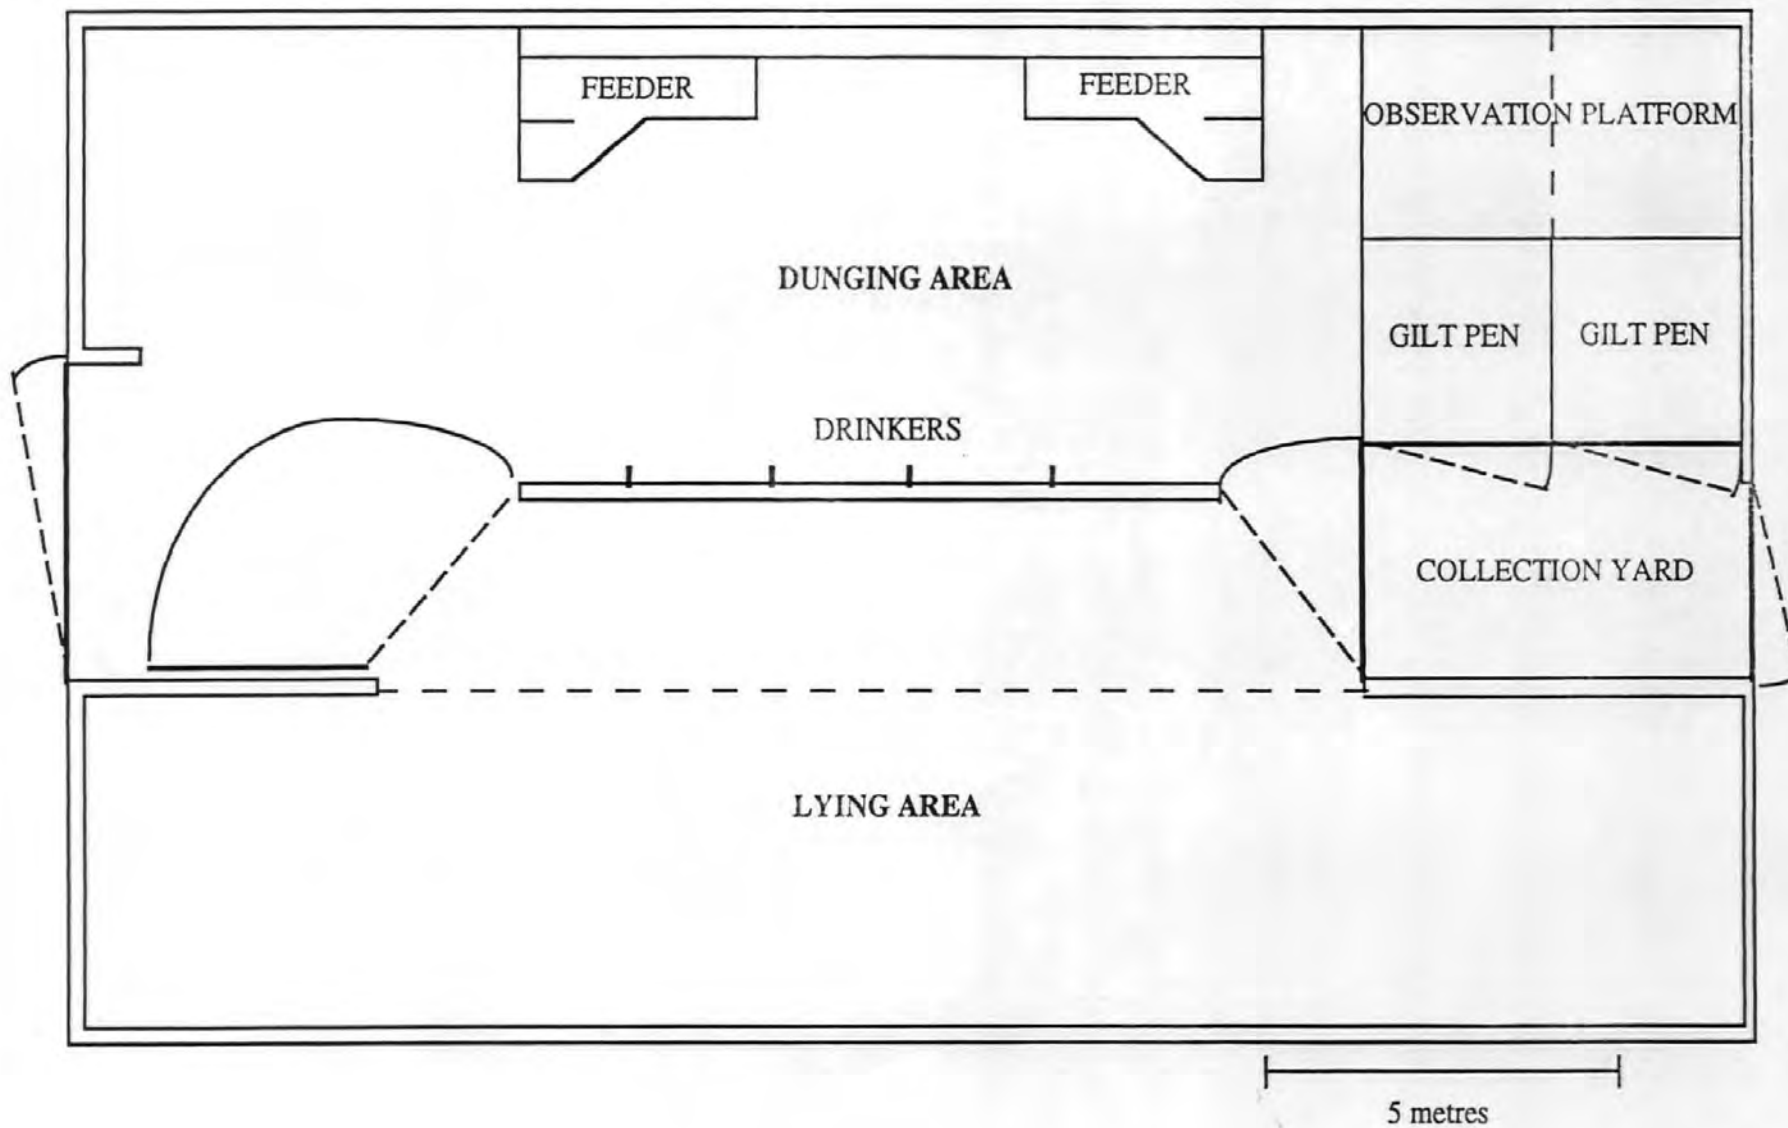 FEEDER
FEEDER
OBSERVATION PLATFORM
DUNGING AREA
GILT PEN
GILT PEN
DRINKERS
COLLECTION YARD
LYING AREA
5 metres